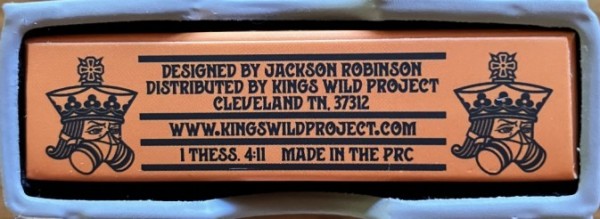 DESIGNED BY JACKSON ROBINSON
DISTRIBUTED BY KINGS WILD PROJECT
CLEVELAND TN, 37312
WWW.KINGSWILDPROJECT.COM
1 THESS. 4:11 MADE IN THE PRC